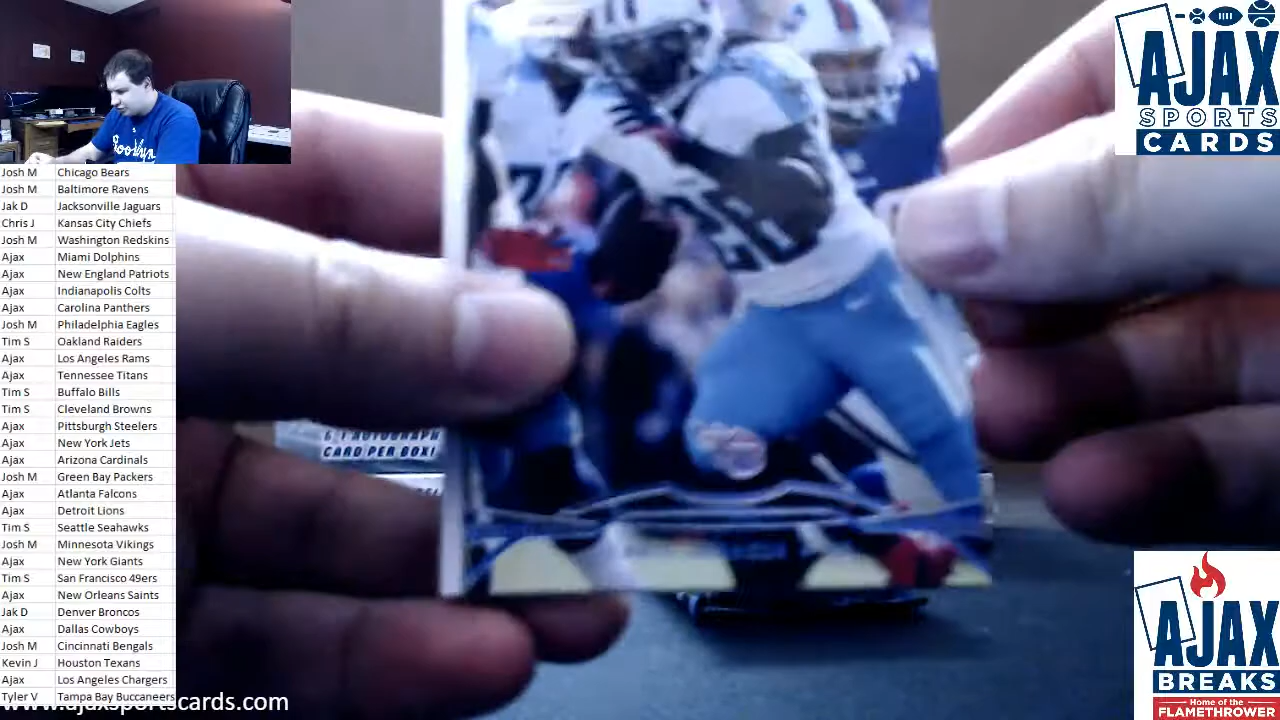 AJAX
SPORTS
CARDS
Brooklyn
Josh M Chicago Bears
Josh M Baltimore Ravens
Jak D Jacksonville Jaguars
Chris J Kansas City Chiefs
Josh M Washington Redskins
Ajax Miami Dolphins
Ajax New England Patriots
Ajax Indianapolis Colts
Ajax Carolina Panthers
Josh M Philadelphia Eagles
Tim S Oakland Raiders
Ajax Los Angeles Rams
Ajax Tennessee Titans
Tim S Buffalo Bills
Tim S Cleveland Browns
Ajax Pittsburgh Steelers
Ajax New York Jets
Ajax Arizona Cardinals
Josh M Green Bay Packers
Ajax Atlanta Falcons
Ajax Detroit Lions
Tim S Seattle Seahawks
Josh M Minnesota Vikings
Ajax New York Giants
Tim S San Francisco 49ers
Ajax New Orleans Saints
Jak D Denver Broncos
Ajax Dallas Cowboys
Josh M Cincinnati Bengals
Kevin J Houston Texans
Ajax Los Angeles Chargers
Tyler V Tampa Bay Buccaneers
www.ajaxsportscards.com
AUTOGRAPH
CARD PER BOX!
AJAX
BREAKS
Home of the
FLAMETHROWER